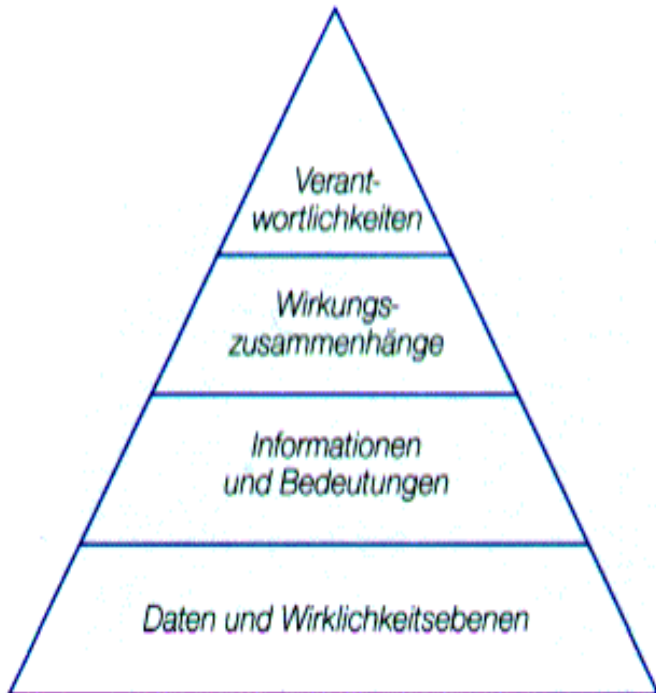 Verant-
wortlichkeiten
Wirkungs-
zusammenhänge
Informationen
und Bedeutungen
Daten und Wirklichkeitsebenen